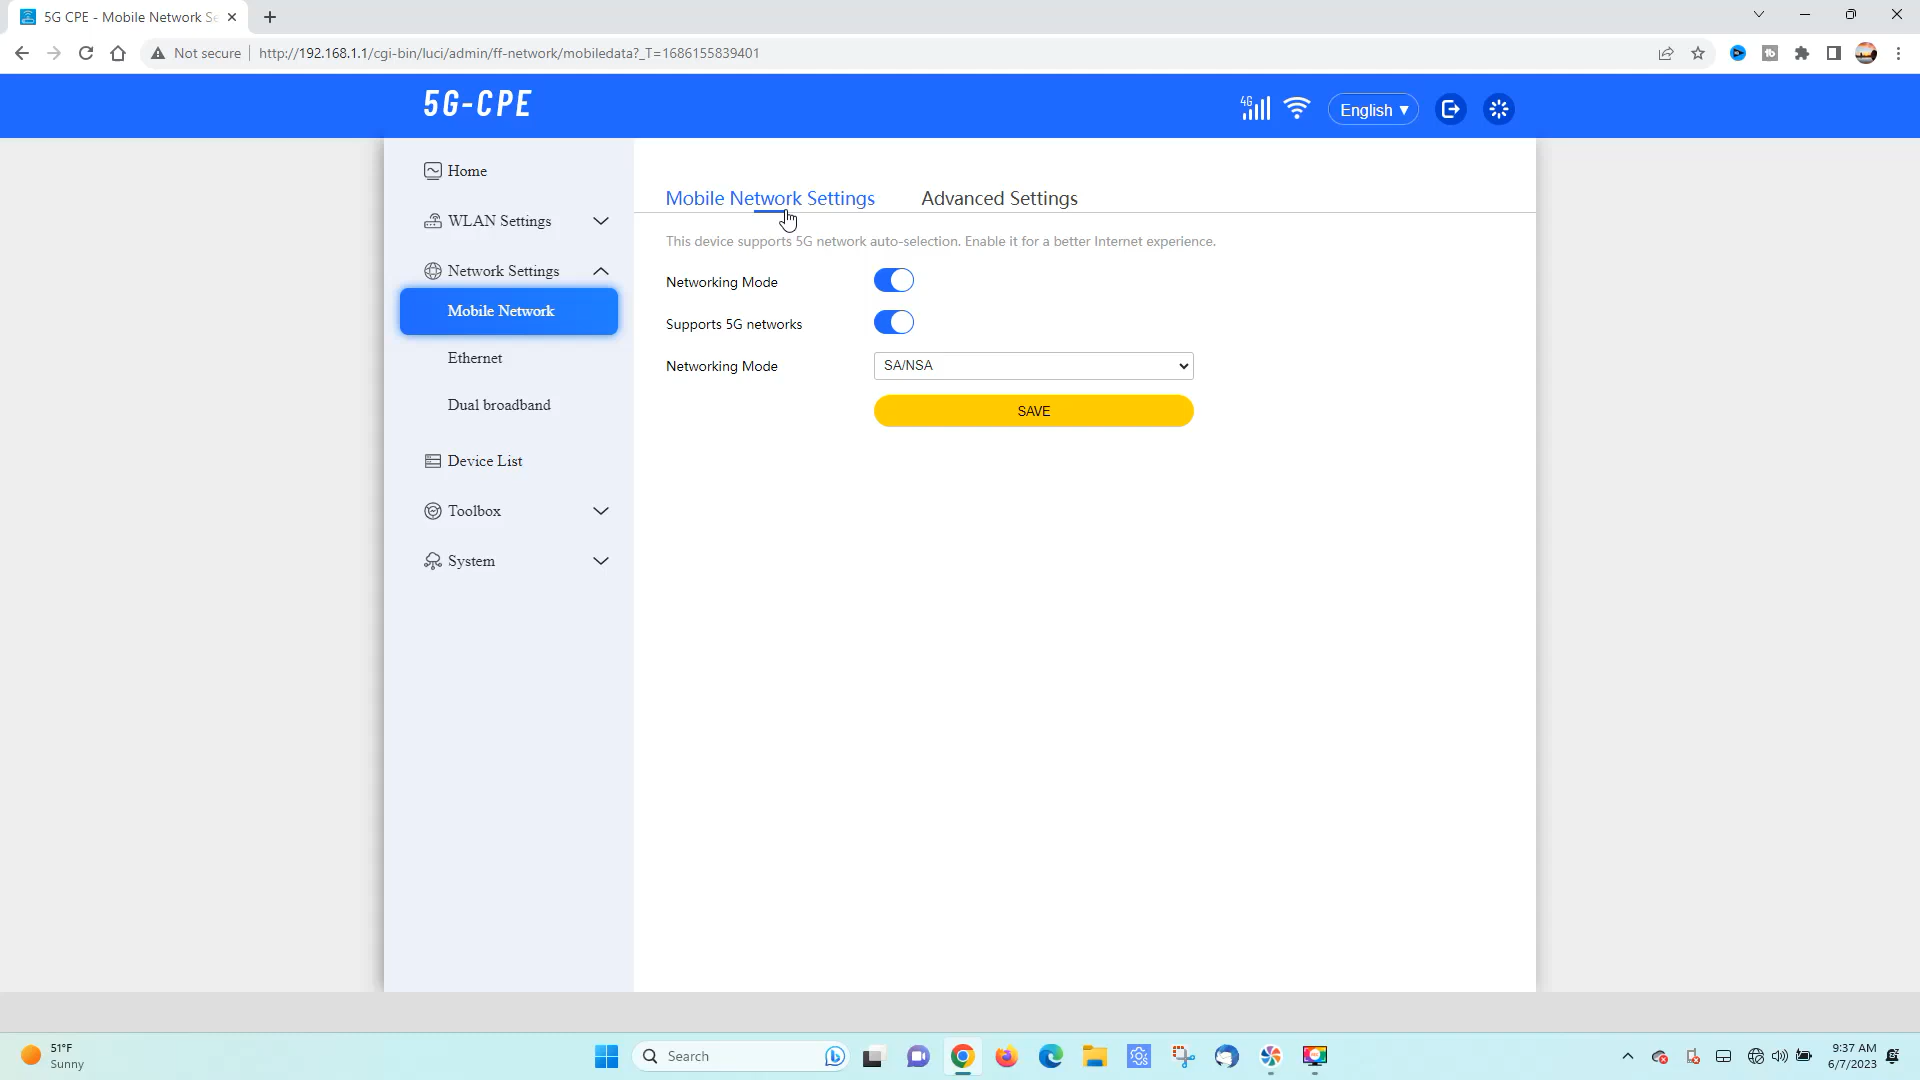 5G CPE - Mobile Network Se
Not secure
http://192.168.1.1/cgi-bin/luci/admin/ff-network/mobiledata?_T=1686155839401
5G-CPE
4G
English ▾
Home
WLAN Settings
Network Settings
Mobile Network
Ethernet
Dual broadband
Device List
Toolbox
System
Mobile Network Settings
Advanced Settings
This device supports 5G network auto-selection. Enable it for a better Internet experience.
Networking Mode
Supports 5G networks
Networking Mode
SA/NSA
SAVE
51°F
Sunny
Search
9:37 AM
6/7/2023